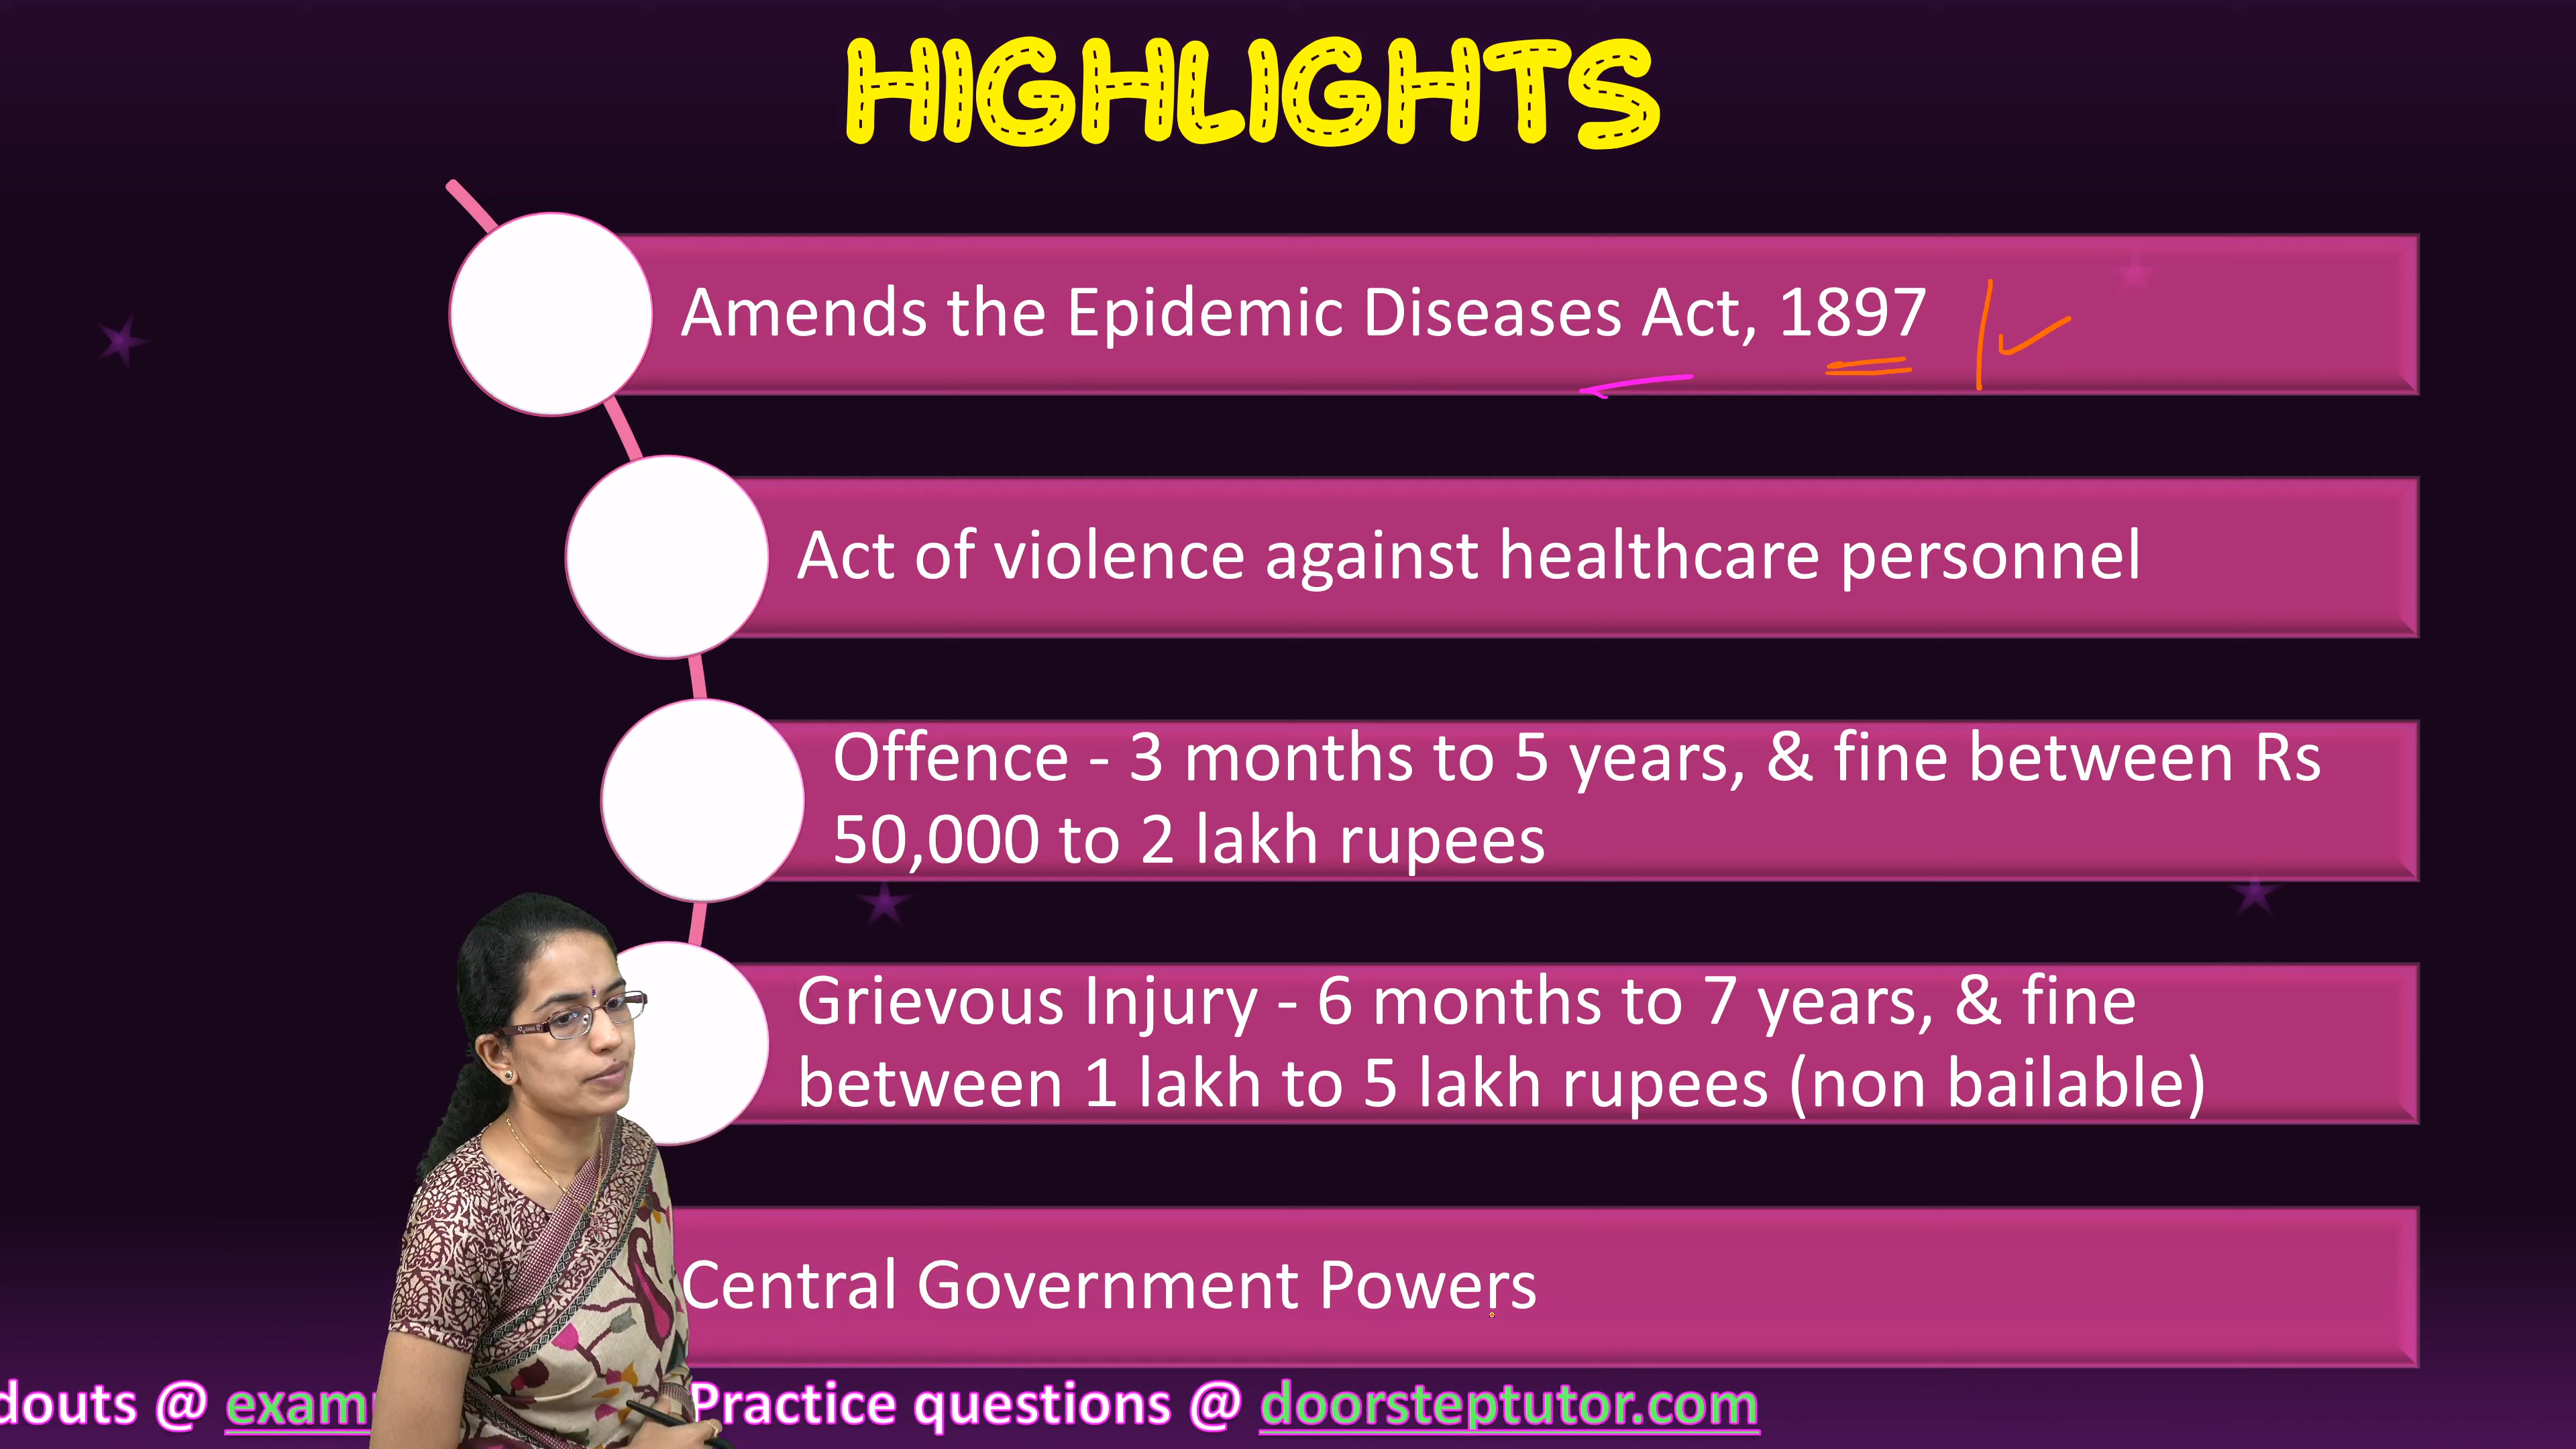 HIGHLIGHTS
Amends the Epidemic Diseases Act, 1897
Act of violence against healthcare personnel
Offence - 3 months to 5 years, & fine between Rs
50,000 to 2 lakh rupees
Grievous Injury - 6 months to 7 years, & fine
between 1 lakh to 5 lakh rupees (non bailable)
Central Government Powers
@ Practice questions @ doorsteptutor.com